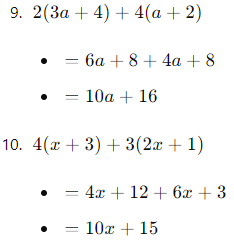 9. 2(3a + 4) + 4(a + 2)
• = 6a + 8 + 4a + 8
• = 10a + 16
10. 4(x + 3) + 3(2x + 1)
• = 4x + 12 + 6x + 3
• = 10x + 15